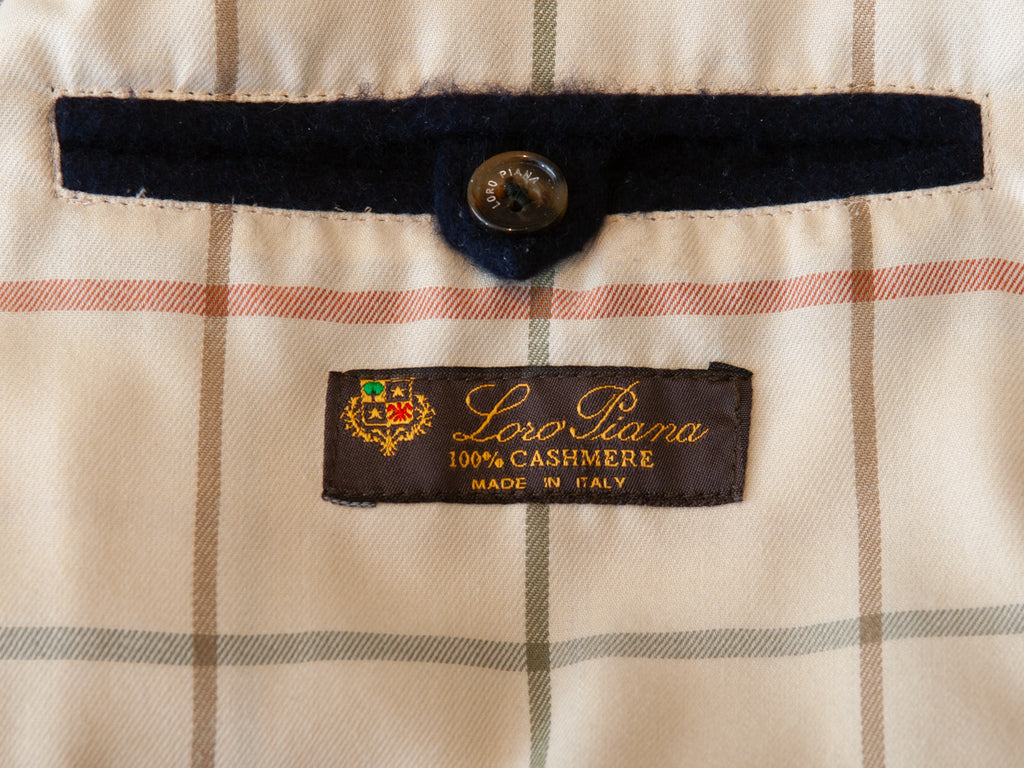 LORO PIANA
Loro Piana
100% CASHMERE
MADE IN ITALY